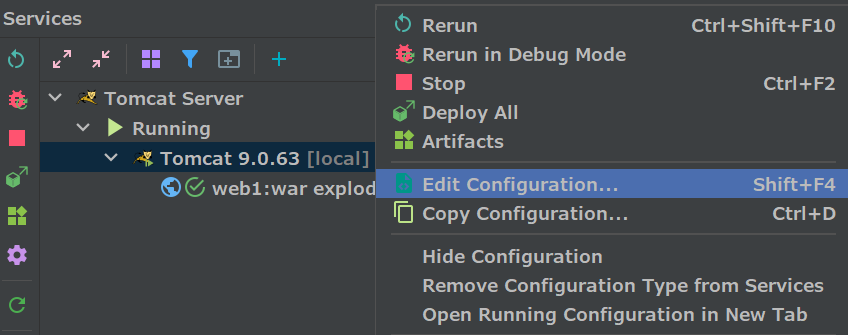 Services
Tomcat Server
Running
Tomcat 9.0.63 [local]
web1:war explod
Rerun Ctrl+Shift+F10
Rerun in Debug Mode
Stop Ctrl+F2
Deploy All
Artifacts
Edit Configuration... Shift+F4
Copy Configuration... Ctrl+D
Hide Configuration
Remove Configuration Type from Services
Open Running Configuration in New Tab